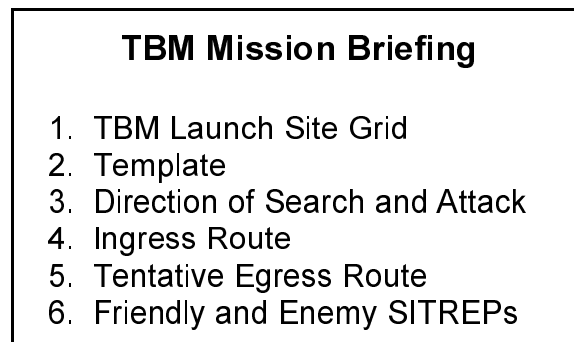 TBM Mission Briefing
1. TBM Launch Site Grid
2. Template
3. Direction of Search and Attack
4. Ingress Route
5. Tentative Egress Route
6. Friendly and Enemy SITREPs